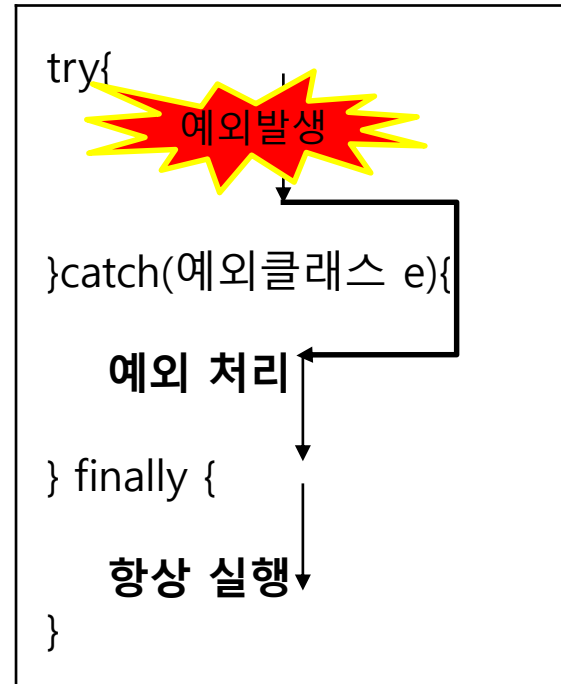 try{
예외발생
}catch(예외클래스 e){
예외 처리
} finally {
항상 실행
}